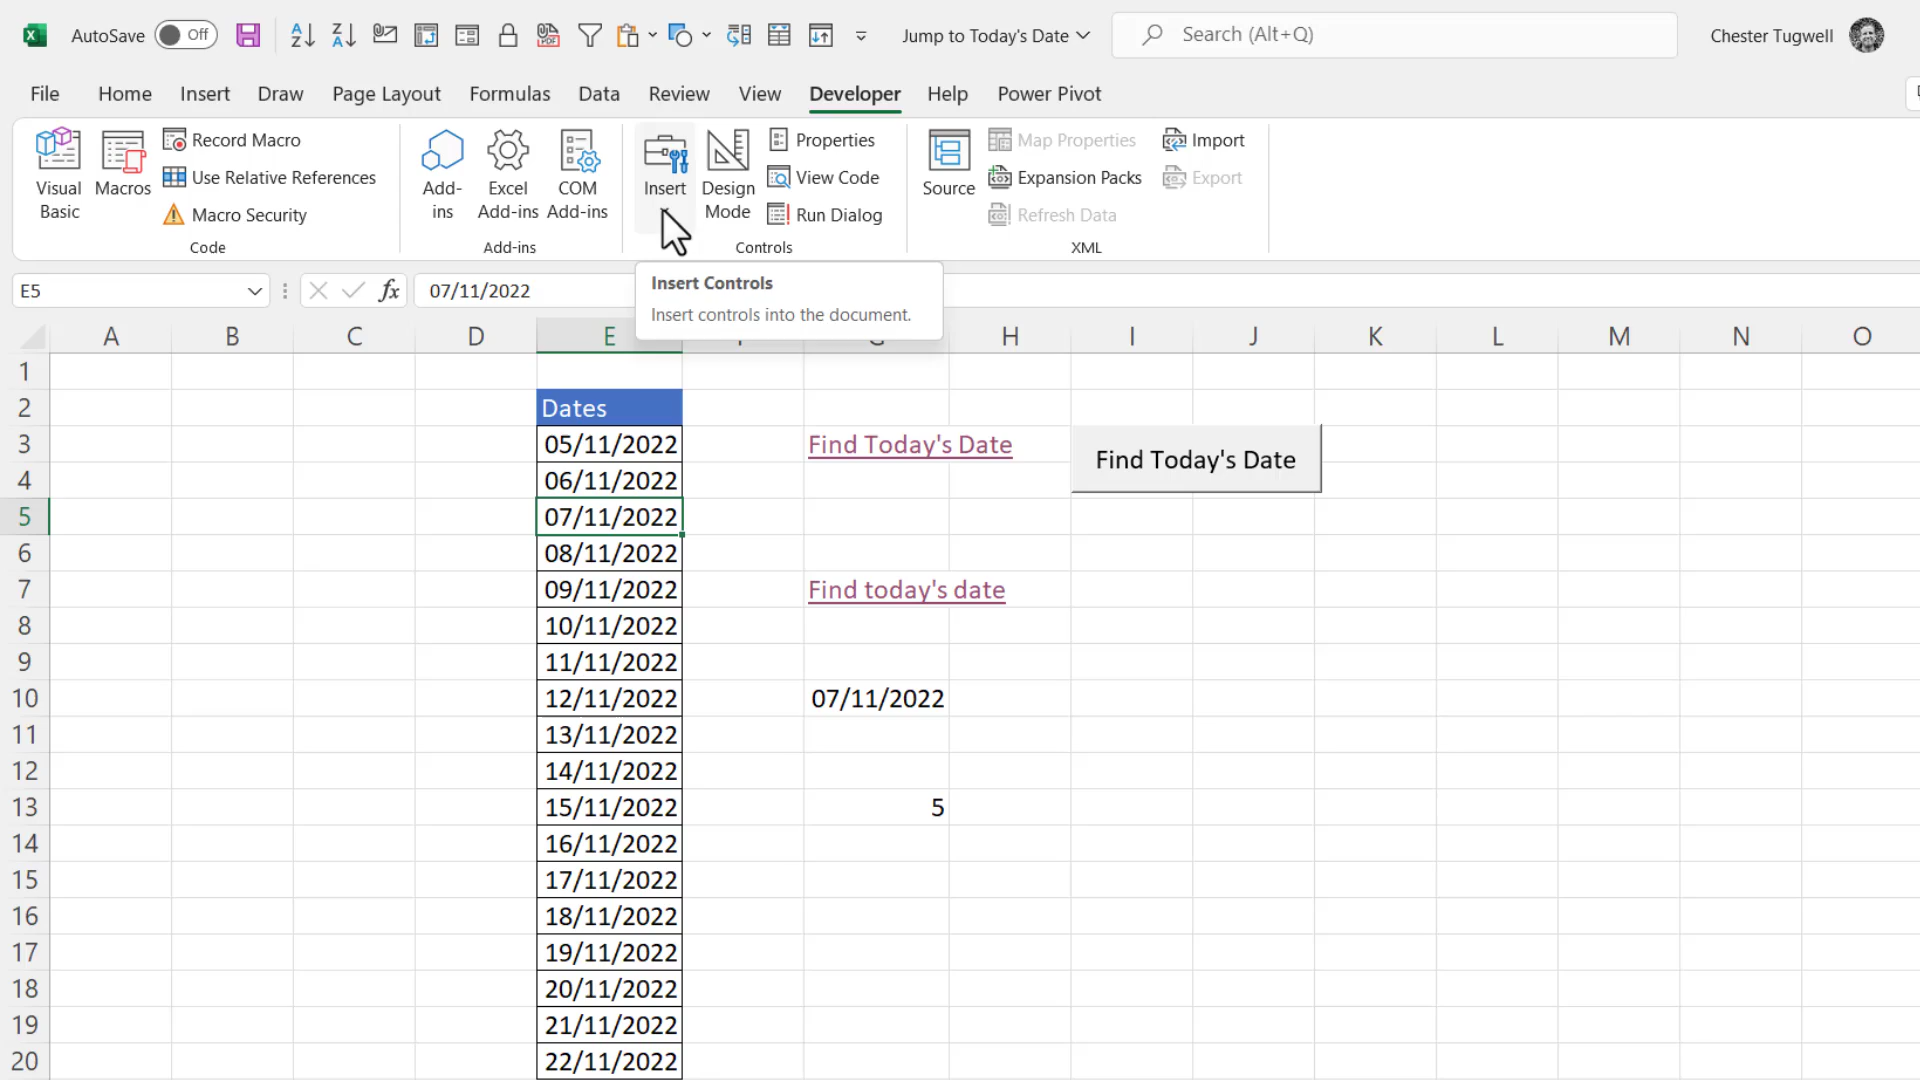 AutoSave Off Jump to Today's Date Search (Alt+Q) Chester Tugwell
File Home Insert Draw Page Layout Formulas Data Review View Developer Help Power Pivot
Visual Basic
Macros
Record Macro
Use Relative References
Macro Security
Code
Add-ins
Excel Add-ins
COM Add-ins
Add-ins
Insert
Design Mode
Properties
View Code
Run Dialog
Controls
Source
Map Properties
Expansion Packs
Refresh Data
Import
Export
XML
E5 fx 07/11/2022
Insert Controls
Insert controls into the document.
A B C D E H I J K L M N O
1
2 Dates
3 05/11/2022 Find Today's Date Find Today's Date
4 06/11/2022
5 07/11/2022
6 08/11/2022
7 09/11/2022 Find today's date
8 10/11/2022
9 11/11/2022
10 12/11/2022 07/11/2022
11 13/11/2022
12 14/11/2022
13 15/11/2022 5
14 16/11/2022
15 17/11/2022
16 18/11/2022
17 19/11/2022
18 20/11/2022
19 21/11/2022
20 22/11/2022